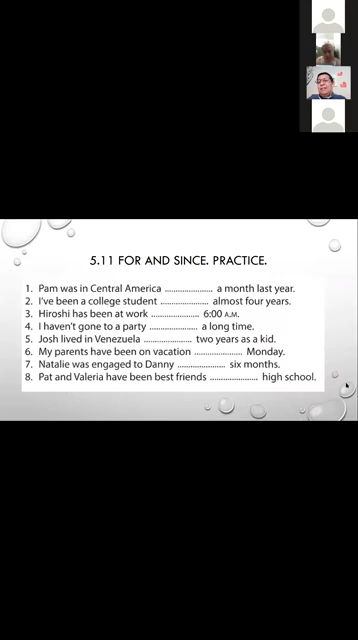 5.11 FOR AND SINCE. PRACTICE.
1. Pam was in Central America ...................... a month last year.
2. I've been a college student ...................... almost four years.
3. Hiroshi has been at work ...................... 6:00 A.M.
4. I haven't gone to a party ...................... a long time.
5. Josh lived in Venezuela ...................... two years as a kid.
6. My parents have been on vacation ...................... Monday.
7. Natalie was engaged to Danny ...................... six months.
8. Pat and Valeria have been best friends ...................... high school.